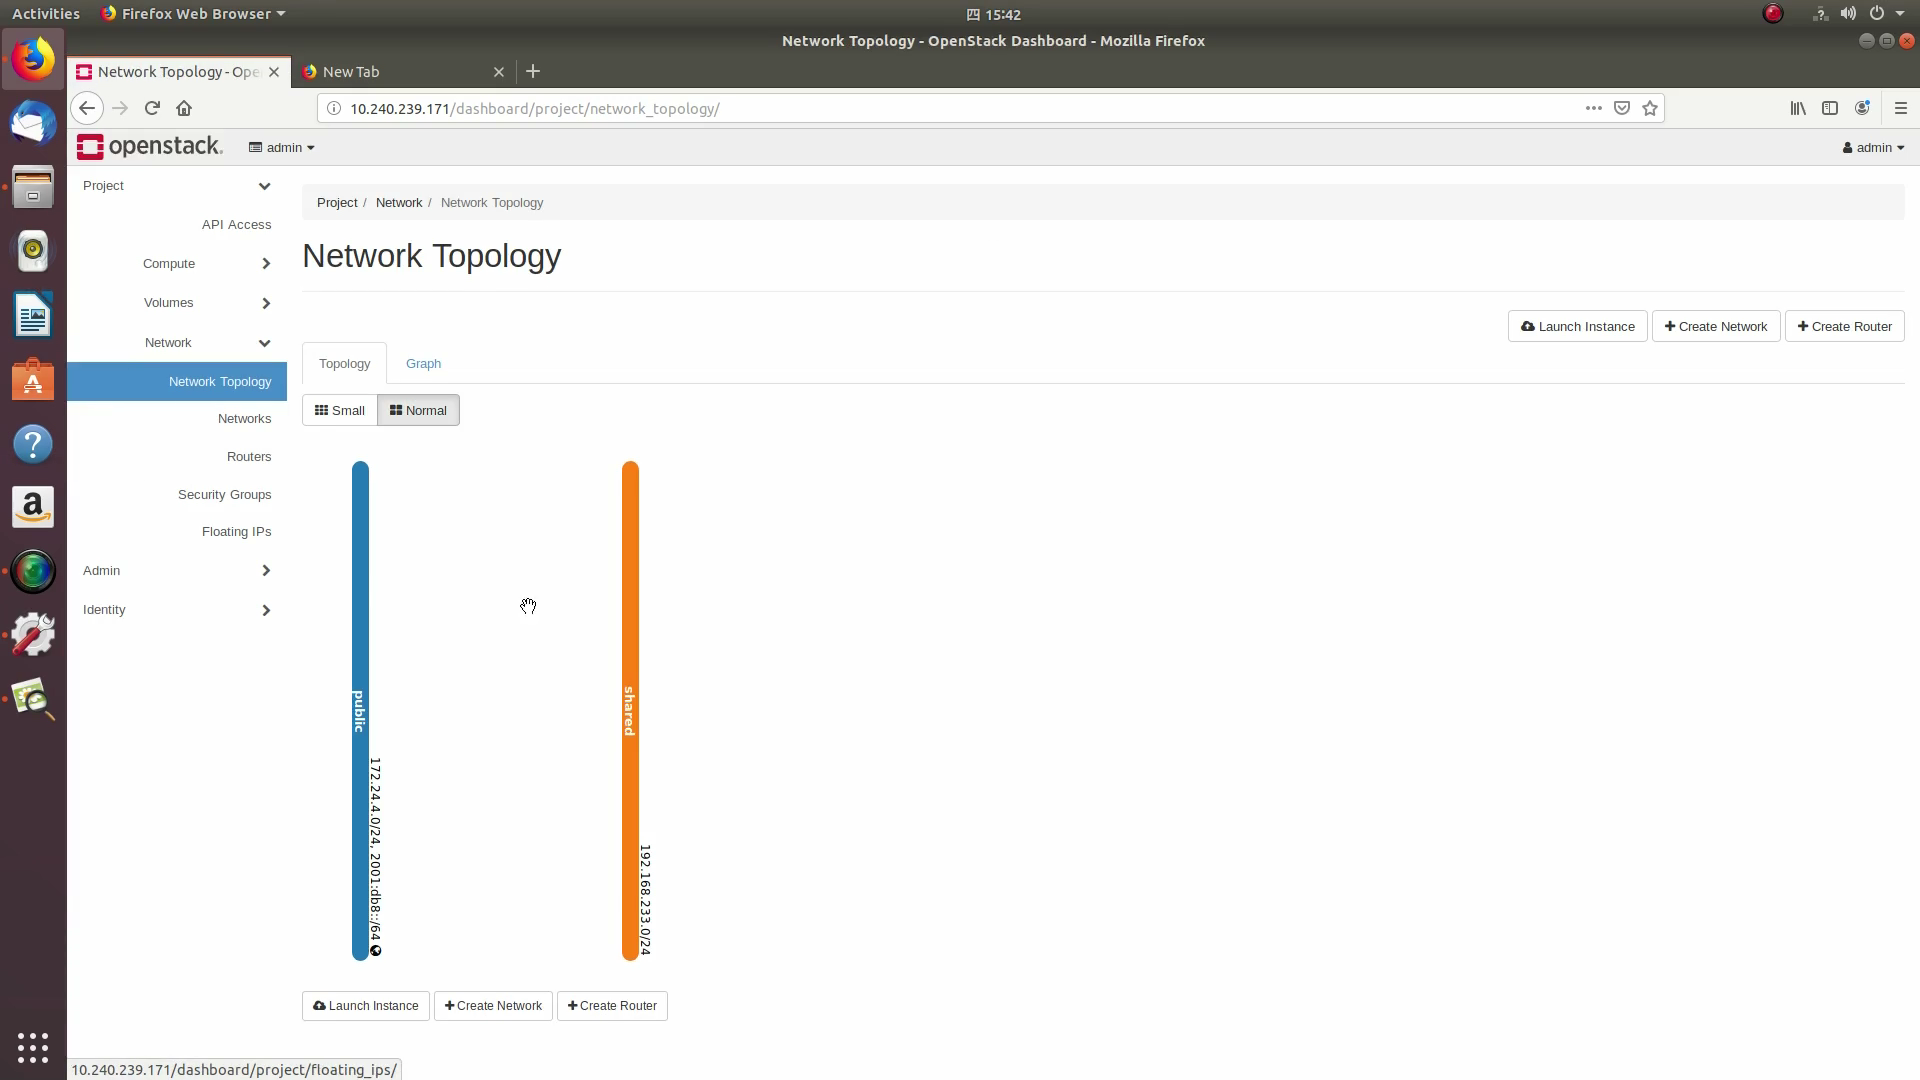 Activities
Firefox Web Browser
四 15:42
Network Topology - OpenStack Dashboard - Mozilla Firefox
Network Topology - Ope
New Tab
10.240.239.171/dashboard/project/network_topology/
openstack.
admin
admin
Project
API Access
Compute
Volumes
Network
Network Topology
Networks
Routers
Security Groups
Floating IPs
Admin
Identity
Project / Network / Network Topology
Network Topology
Launch Instance
Create Network
Create Router
Topology
Graph
Small
Normal
public
172.24.4.0/24, 2001:db8::/64
shared
192.168.233.0/24
Launch Instance
Create Network
Create Router
10.240.239.171/dashboard/project/floating_ips/